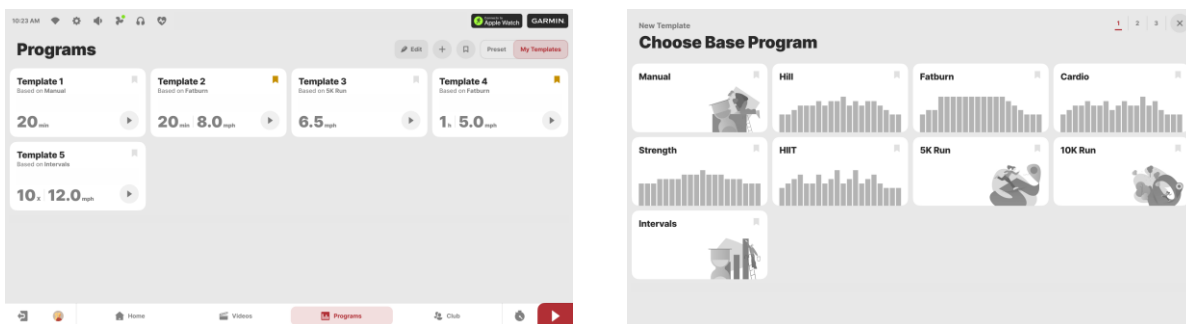 10:23 AM
Apple Watch
GARMIN
Programs
Edit
Preset
My Templates
Template 1
Based on Manual
20 min
Template 2
Based on Fatburn
20 min 8.0 mph
Template 3
Based on 5K Run
6.5 mph
Template 4
Based on Fatburn
1 h 5.0 mph
Template 5
Based on Intervals
10 x 12.0 mph
Home
Videos
Programs
Club
New Template
1 2 3
Choose Base Program
Manual
Hill
Fatburn
Cardio
Strength
HIIT
5K Run
10K Run
Intervals